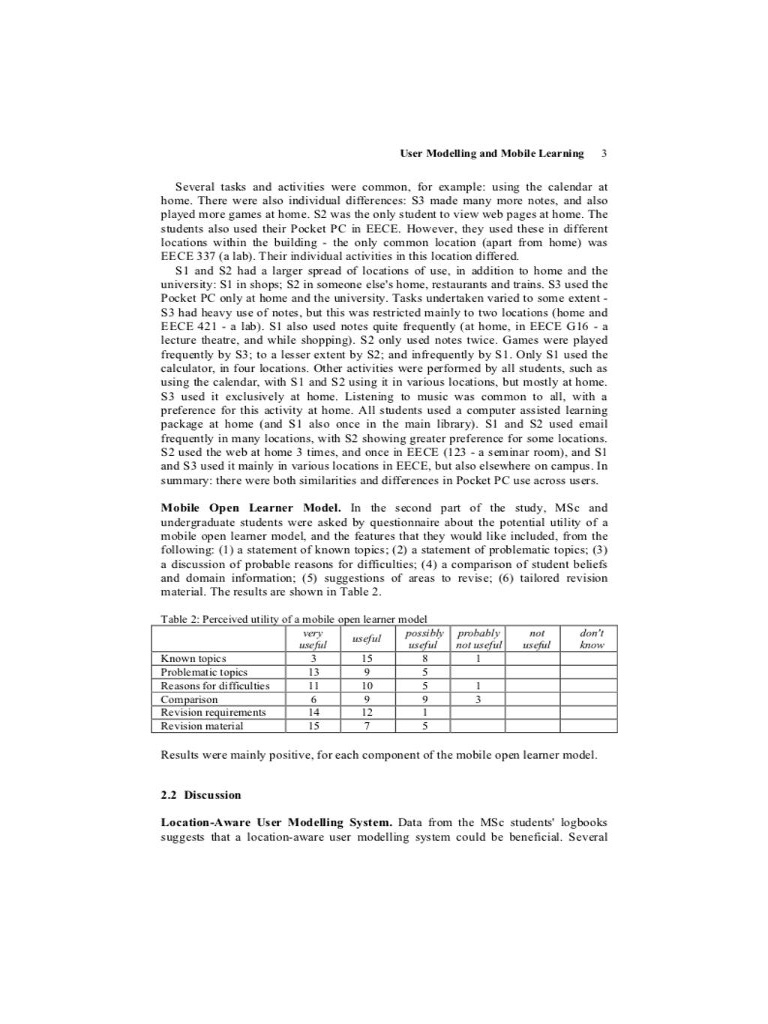 User Modelling and Mobile Learning 3
Several tasks and activities were common, for example: using the calendar at
home. There were also individual differences: S3 made many more notes, and also
played more games at home. S2 was the only student to view web pages at home. The
students also used their Pocket PC in EECE. However, they used these in different
locations within the building - the only common location (apart from home) was
EECE 337 (a lab). Their individual activities in this location differed.
S1 and S2 had a larger spread of locations of use, in addition to home and the
university: S1 in shops; S2 in someone else's home, restaurants and trains. S3 used the
Pocket PC only at home and the university. Tasks undertaken varied to some extent -
S3 had heavy use of notes, but this was restricted mainly to two locations (home and
EECE 421 - a lab). S1 also used notes quite frequently (at home, in EECE G16 - a
lecture theatre, and while shopping). S2 only used notes twice. Games were played
frequently by S3; to a lesser extent by S2; and infrequently by S1. Only S1 used the
calculator, in four locations. Other activities were performed by all students, such as
using the calendar, with S1 and S2 using it in various locations, but mostly at home.
S3 used it exclusively at home. Listening to music was common to all, with a
preference for this activity at home. All students used a computer assisted learning
package at home (and S1 also once in the main library). S1 and S2 used email
frequently in many locations, with S2 showing greater preference for some locations.
S2 used the web at home 3 times, and once in EECE (123 - a seminar room), and S1
and S3 used it mainly in various locations in EECE, but also elsewhere on campus. In
summary: there were both similarities and differences in Pocket PC use across users.
Mobile Open Learner Model. In the second part of the study, MSc and
undergraduate students were asked by questionnaire about the potential utility of a
mobile open learner model, and the features that they would like included, from the
following: (1) a statement of known topics; (2) a statement of problematic topics; (3)
a discussion of probable reasons for difficulties; (4) a comparison of student beliefs
and domain information; (5) suggestions of areas to revise; (6) tailored revision
material. The results are shown in Table 2.
Table 2: Perceived utility of a mobile open learner model
very useful possibly probably not don't
useful useful not useful useful know
Known topics 3 15 8 1
Problematic topics 13 9 5
Reasons for difficulties 11 10 5 1
Comparison 6 9 9 3
Revision requirements 14 12 1
Revision material 15 7 5
Results were mainly positive, for each component of the mobile open learner model.
2.2 Discussion
Location-Aware User Modelling System. Data from the MSc students' logbooks
suggests that a location-aware user modelling system could be beneficial. Several